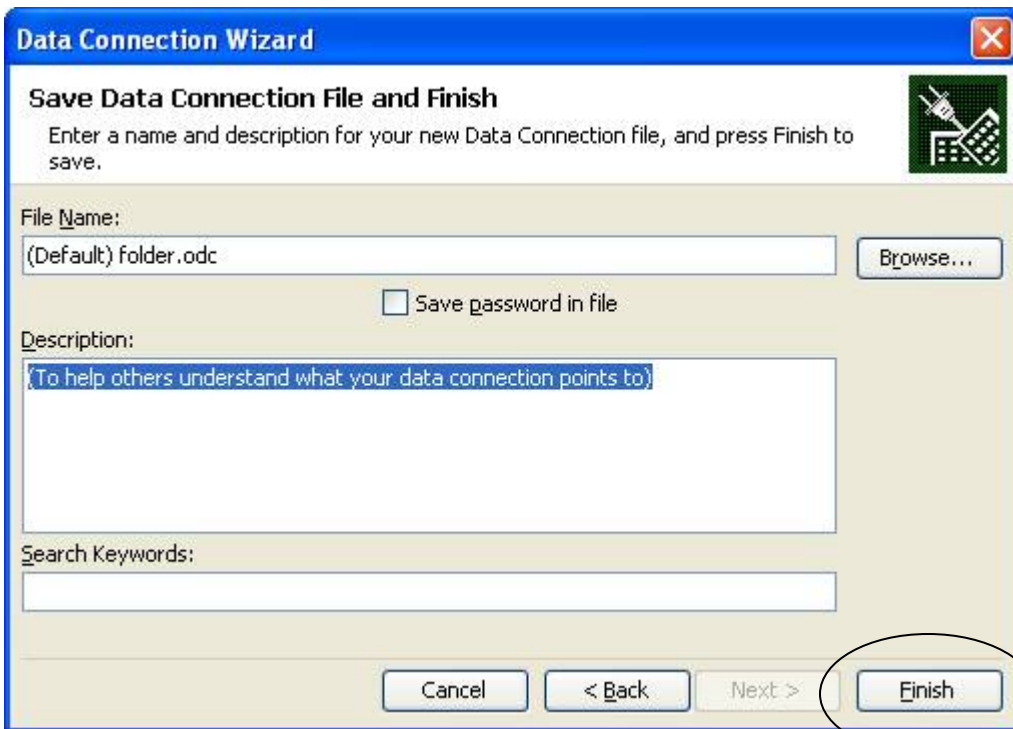 Data Connection Wizard
Save Data Connection File and Finish
Enter a name and description for your new Data Connection file, and press Finish to
save.
File Name:
(Default) folder.odc
Browse...
Save password in file
Description:
(To help others understand what your data connection points to)
Search Keywords:
Cancel
< Back
Next >
Finish